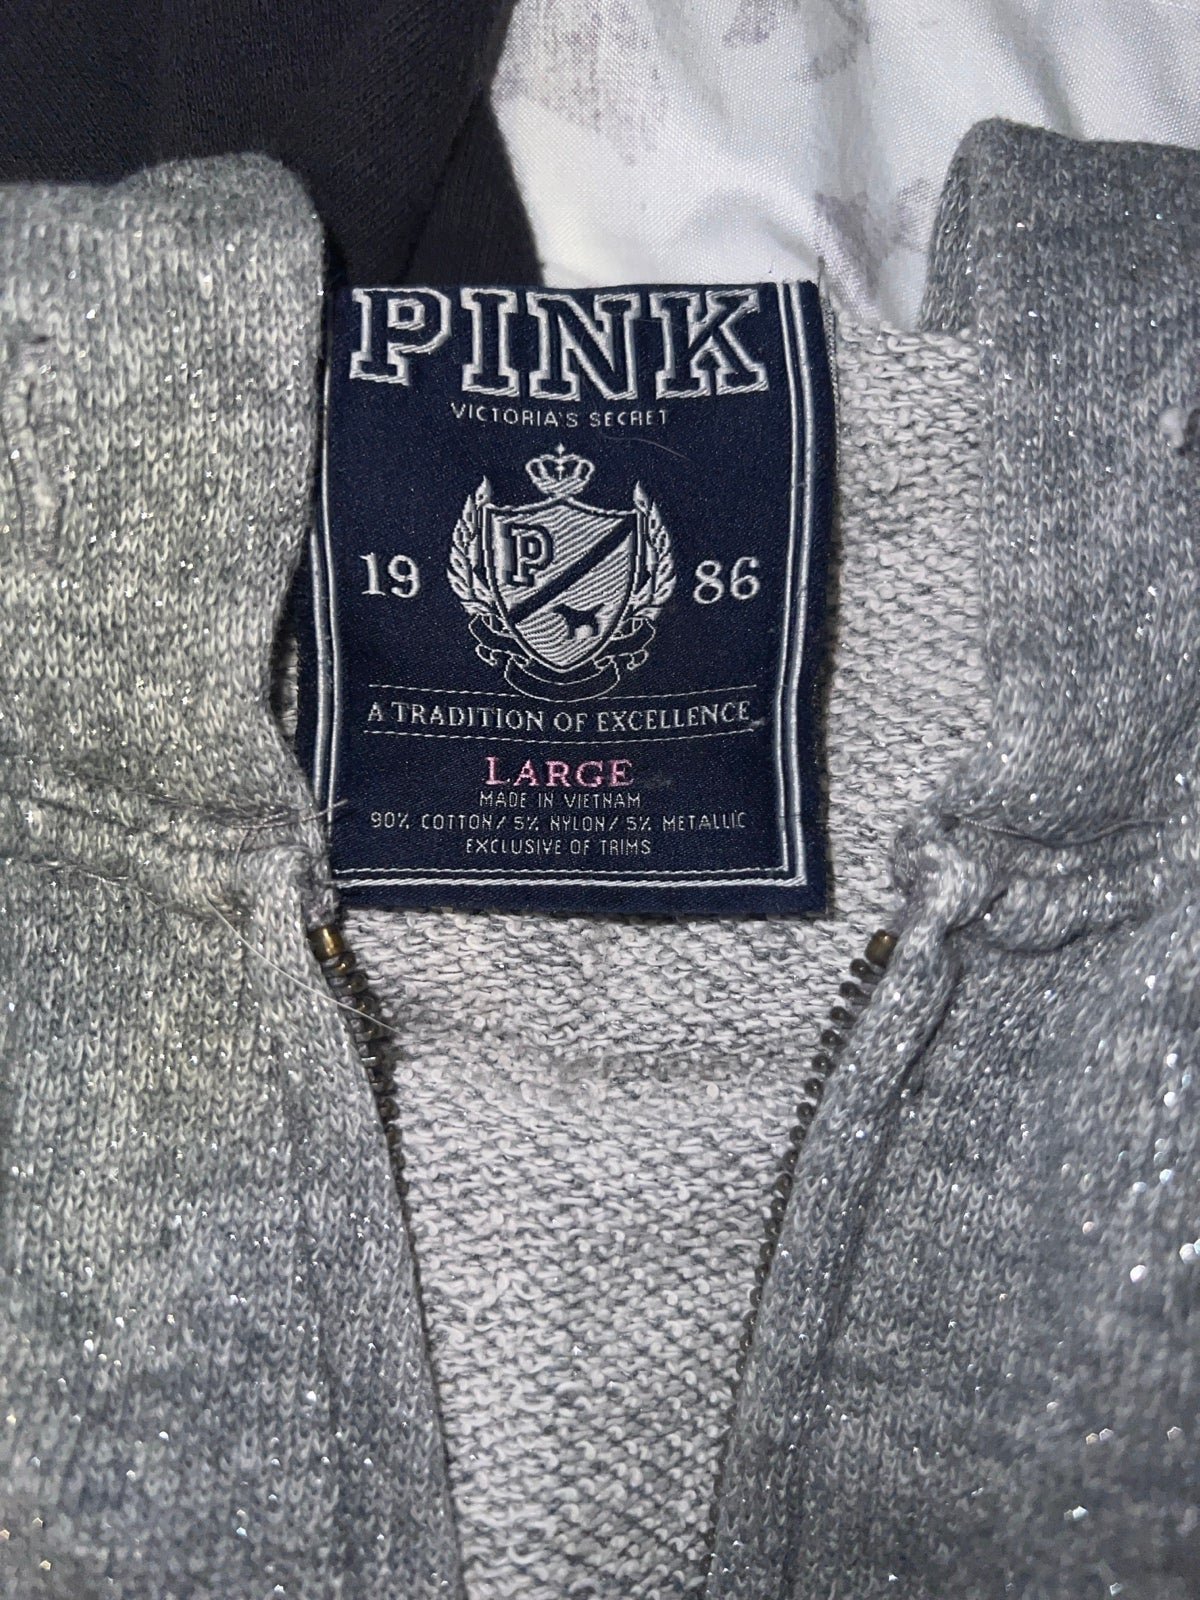 PINK
VICTORIA'S SECRET
P
19 86
A TRADITION OF EXCELLENCE
LARGE
MADE IN VIETNAM
90% COTTON/ 5% NYLON/ 5% METALLIC
EXCLUSIVE OF TRIMS